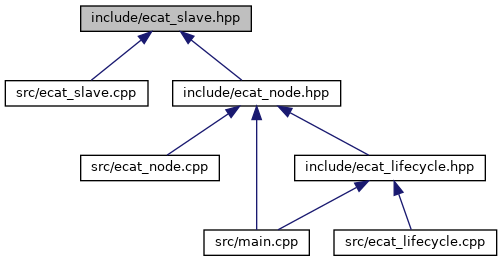 include/ecat_slave.hpp
src/ecat_slave.cpp
include/ecat_node.hpp
src/ecat_node.cpp
include/ecat_lifecycle.hpp
src/main.cpp
src/ecat_lifecycle.cpp